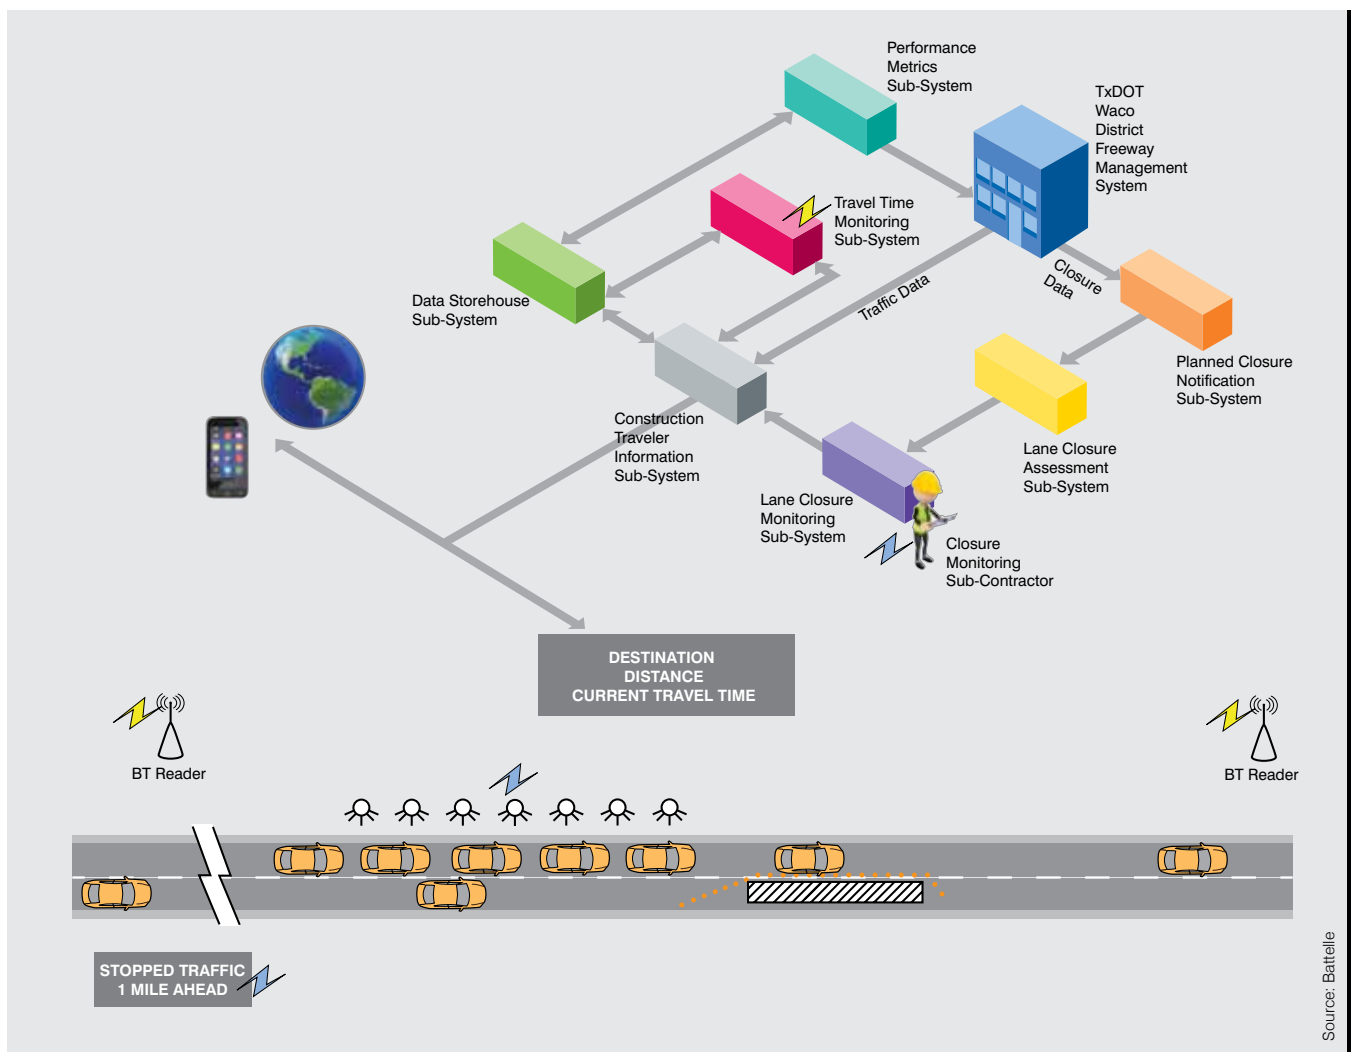 Performance
Metrics
Sub-System
TxDOT
Waco
District
Freeway
Management
System
Travel Time
Monitoring
Sub-System
Data Storehouse
Sub-System
Traffic Data
Closure
Data
Planned Closure
Notification
Sub-System
Construction
Traveler
Information
Sub-System
Lane Closure
Assessment
Sub-System
Lane Closure
Monitoring
Sub-System
Closure
Monitoring
Sub-Contractor
DESTINATION
DISTANCE
CURRENT TRAVEL TIME
BT Reader
BT Reader
STOPPED TRAFFIC
1 MILE AHEAD
Source: Battelle